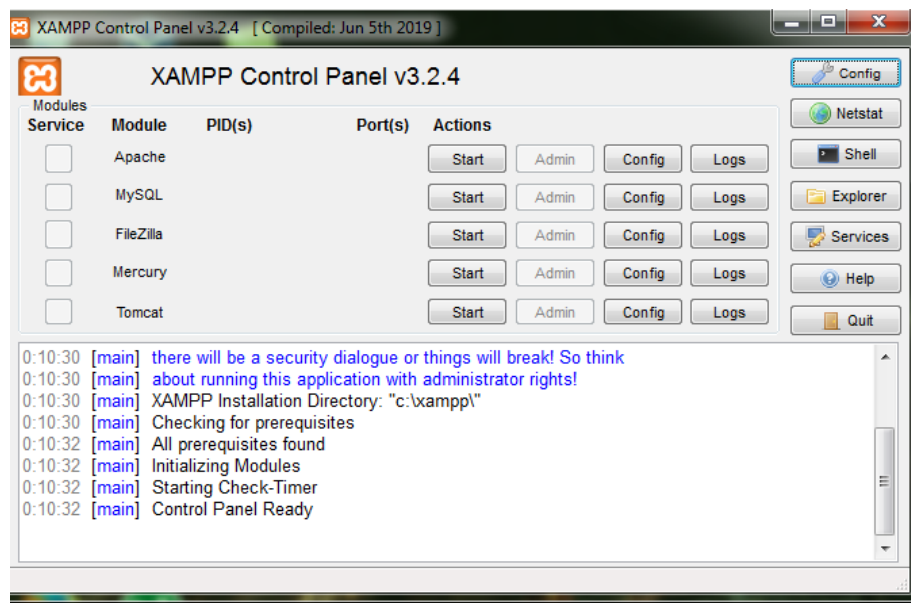 XAMPP Control Panel v3.2.4 [ Compiled: Jun 5th 2019 ]
XAMPP Control Panel v3.2.4
Config
Modules
Service Module PID(s) Port(s) Actions
Netstat
Apache Start Admin Config Logs
Shell
MySQL Start Admin Config Logs
Explorer
FileZilla Start Admin Config Logs
Services
Mercury Start Admin Config Logs
Help
Tomcat Start Admin Config Logs
Quit
0:10:30 [main] there will be a security dialogue or things will break! So think
0:10:30 [main] about running this application with administrator rights!
0:10:30 [main] XAMPP Installation Directory: "c:\xampp\"
0:10:30 [main] Checking for prerequisites
0:10:32 [main] All prerequisites found
0:10:32 [main] Initializing Modules
0:10:32 [main] Starting Check-Timer
0:10:32 [main] Control Panel Ready